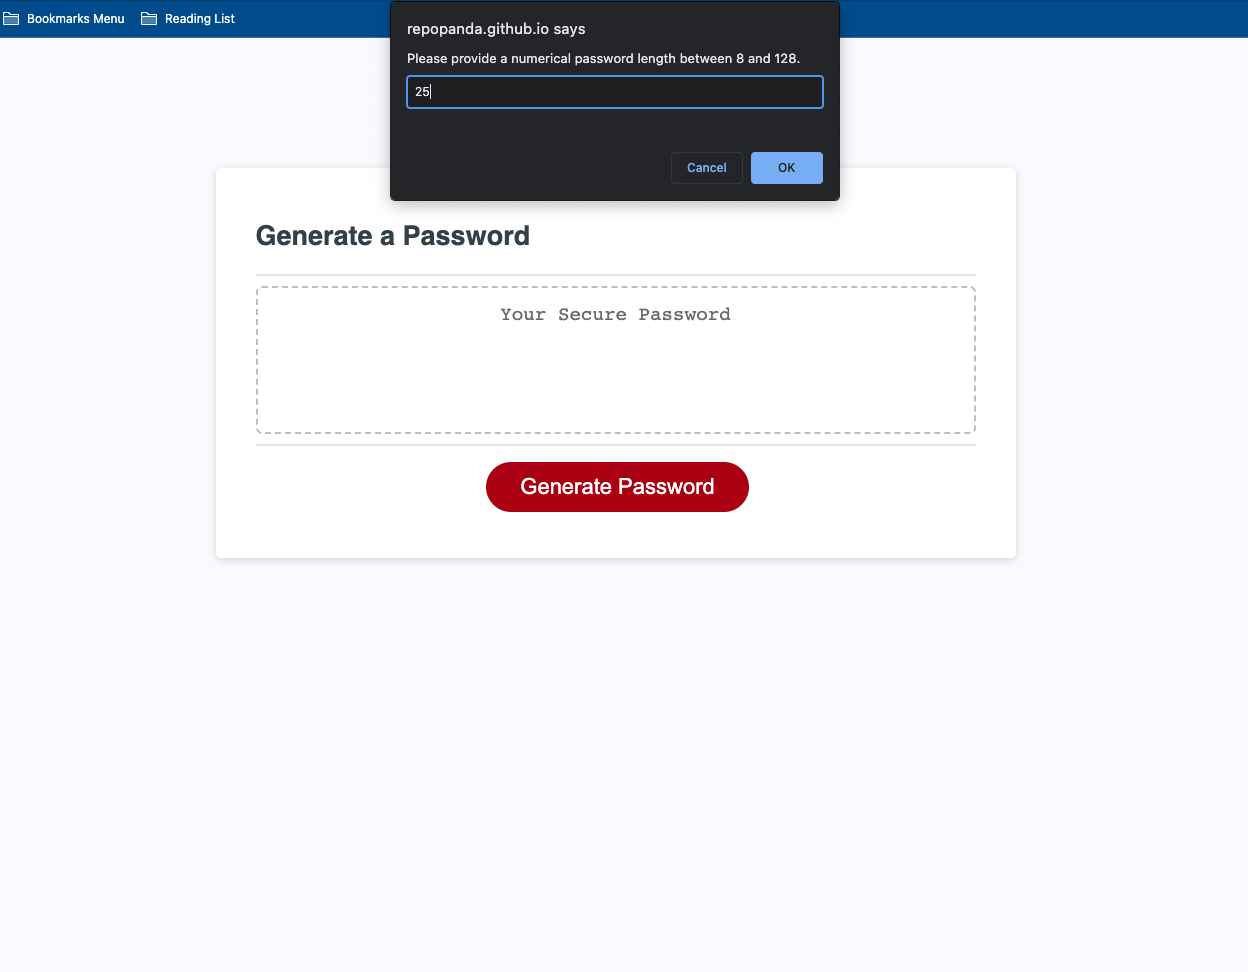 Bookmarks Menu Reading List
repopanda.github.io says
Please provide a numerical password length between 8 and 128.
25
Cancel OK
Generate a Password
Your Secure Password
Generate Password